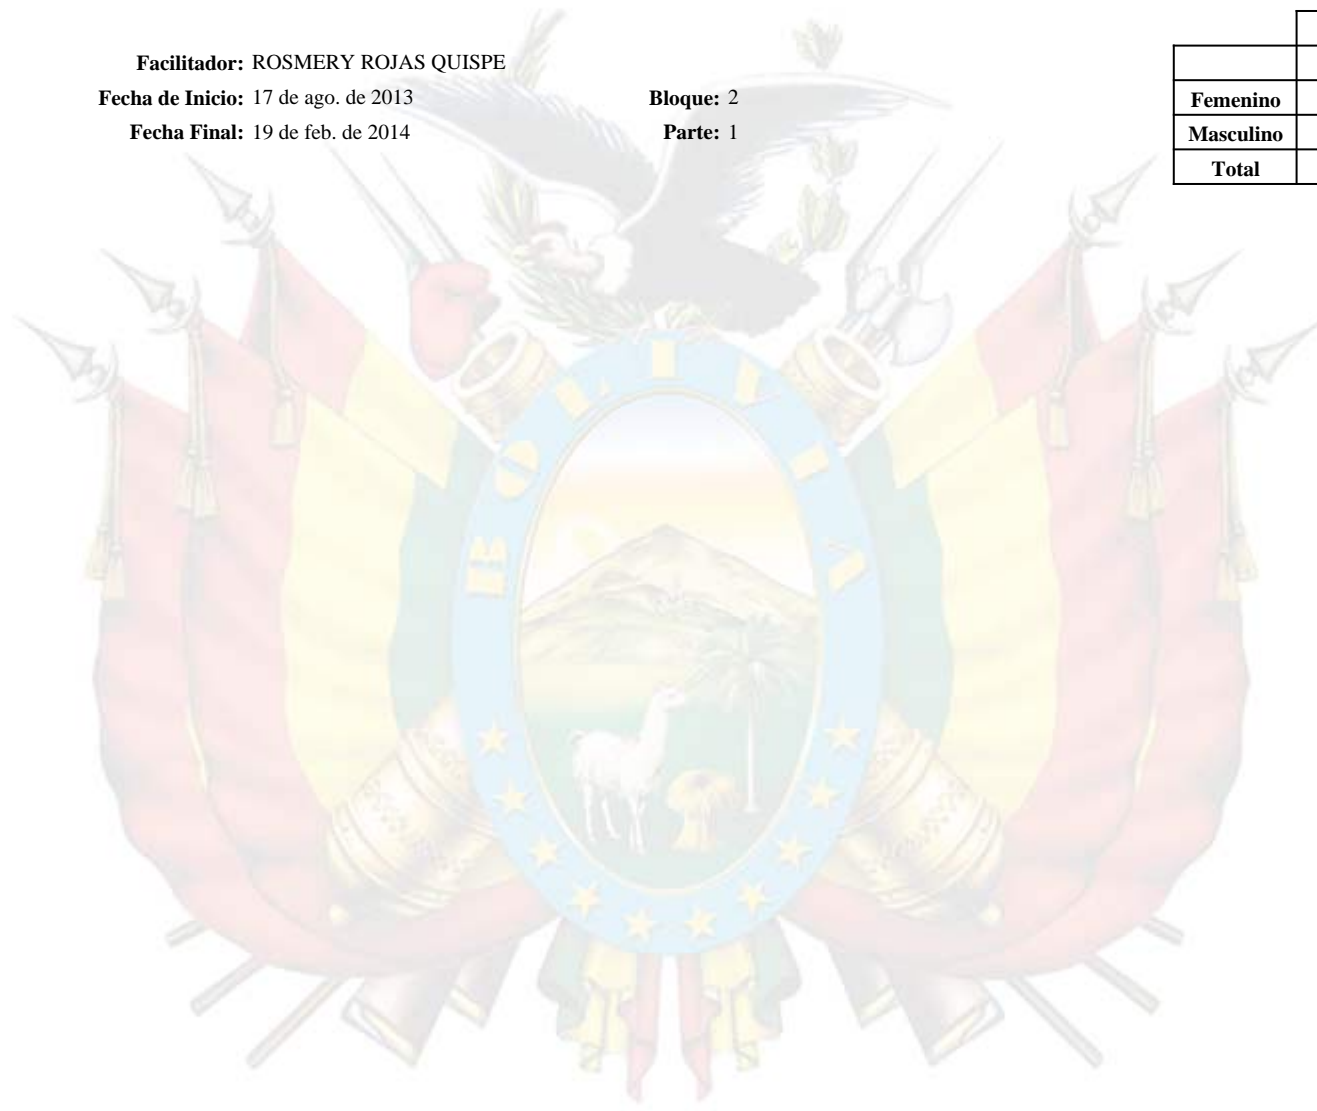 Facilitador: ROSMERY ROJAS QUISPE
Fecha de Inicio: 17 de ago. de 2013 Bloque: 2
Fecha Final: 19 de feb. de 2014 Parte: 1
Femenino
Masculino
Total
BOLIVIA